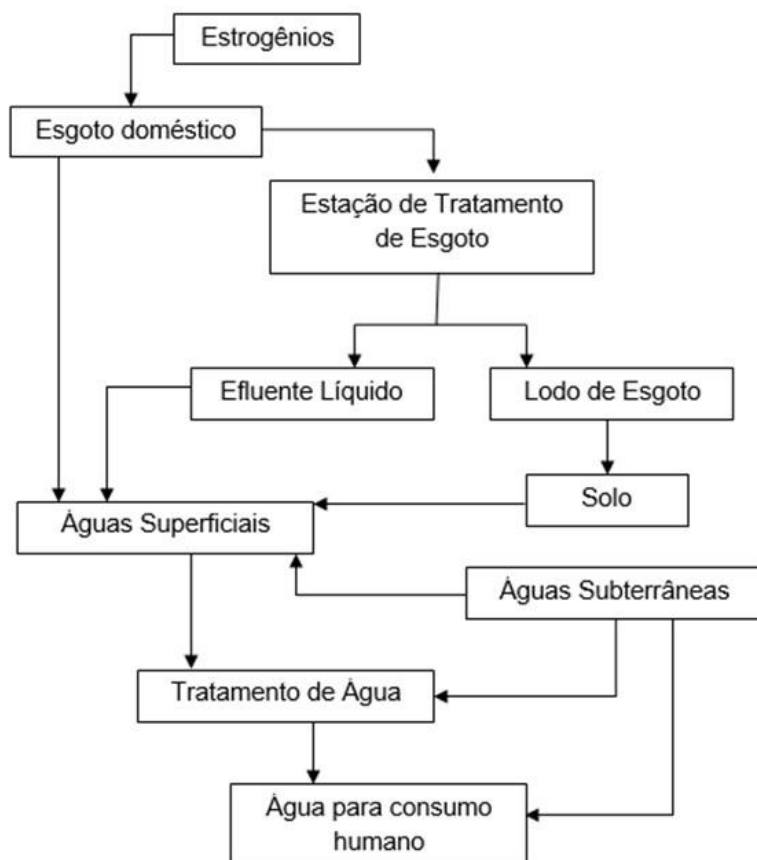 Estrogênios
Esgoto doméstico
Estação de Tratamento
de Esgoto
Efluente Líquido
Lodo de Esgoto
Solo
Águas Superficiais
Águas Subterrâneas
Tratamento de Água
Água para consumo
humano